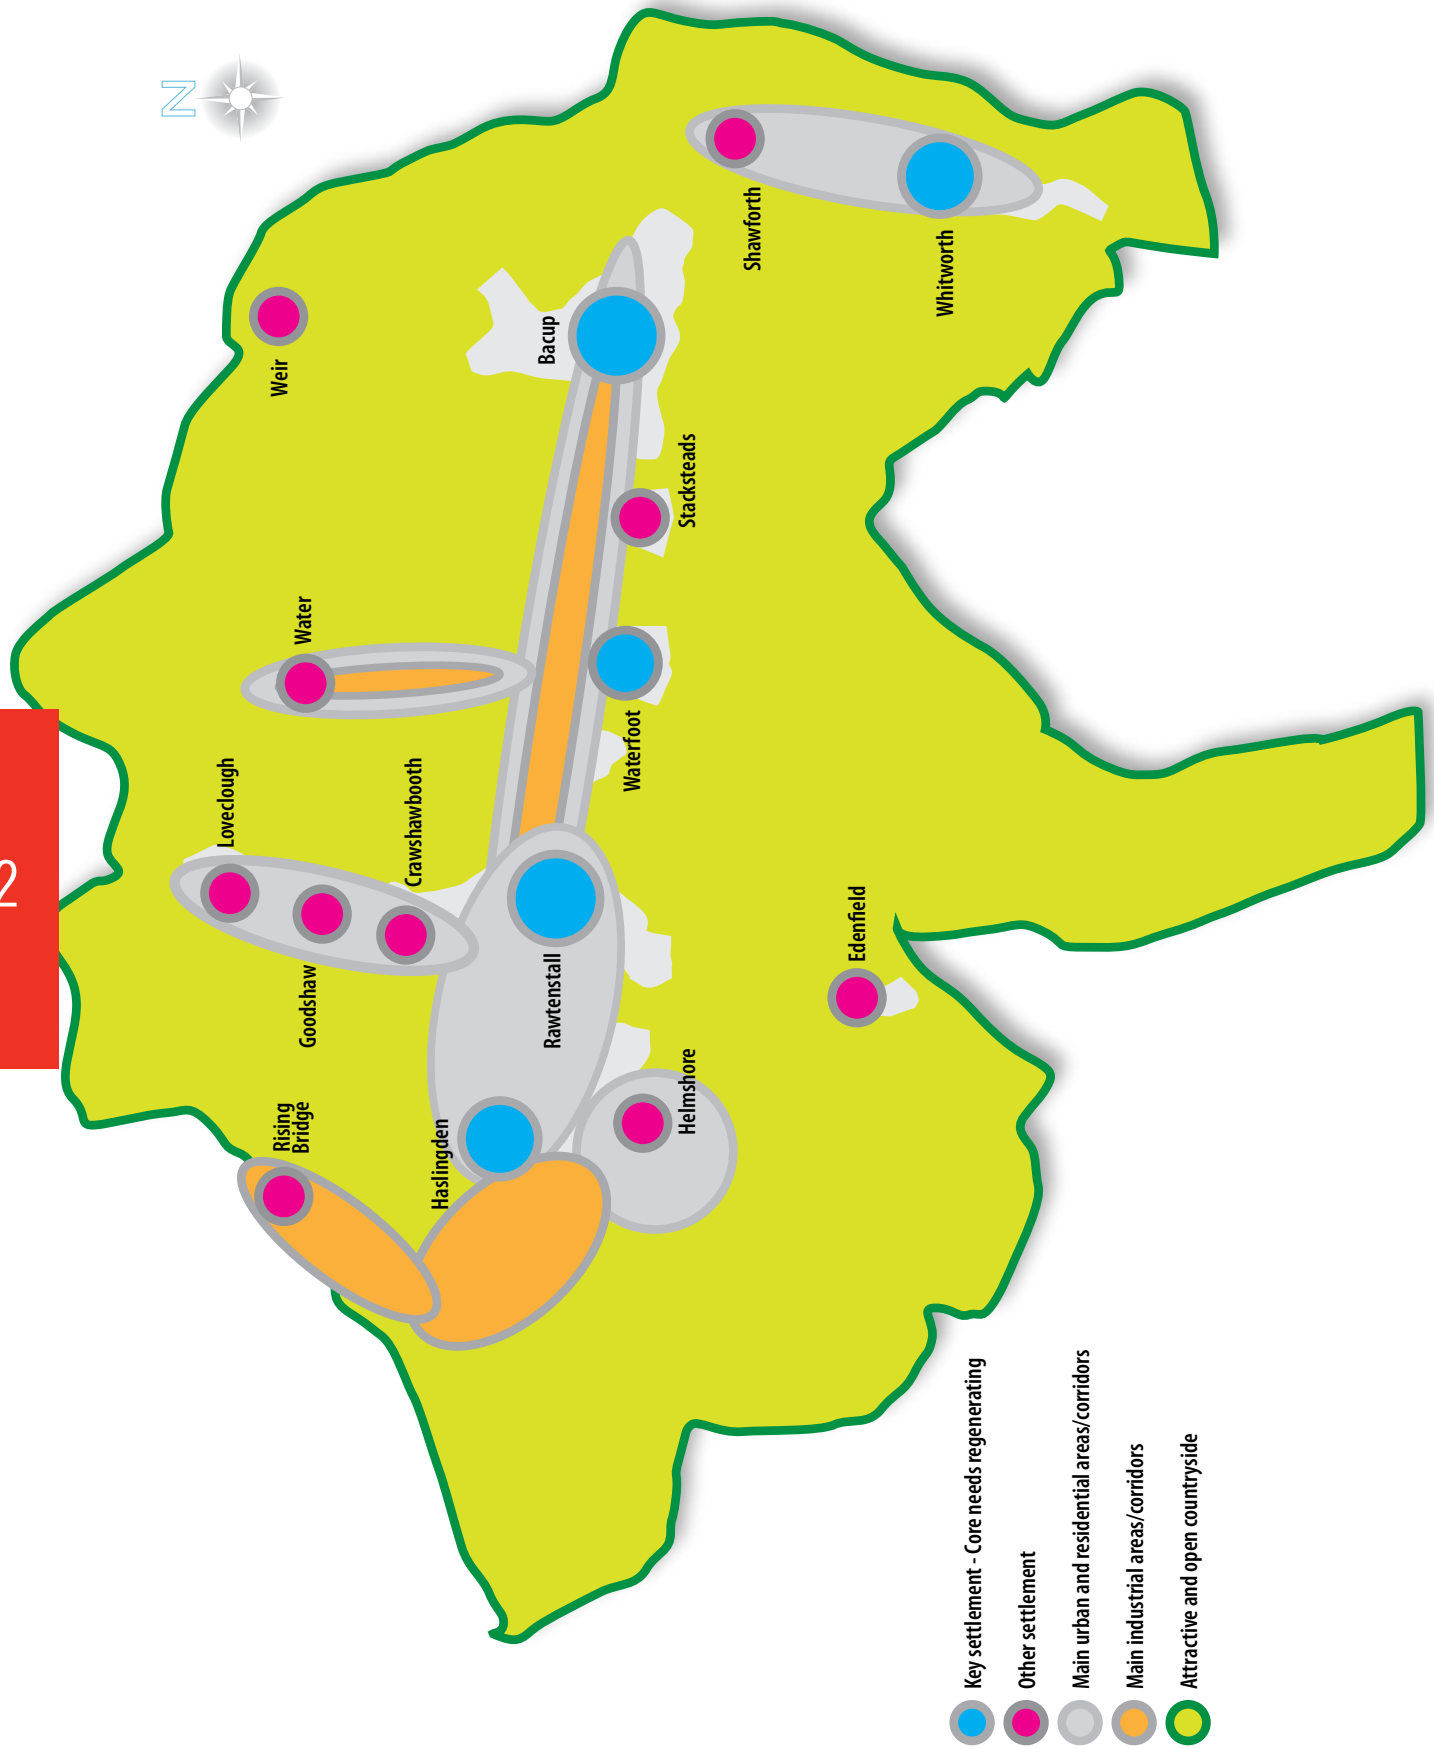 2
N
Weir
Water
Loveclough
Goodshaw
Crawshawbooth
Rising
Bridge
Haslingden
Rawtenstall
Bacup
Waterfoot
Stacksteads
Helmshore
Shawforth
Whitworth
Edenfield
Key settlement - Core needs regenerating
Other settlement
Main urban and residential areas/corridors
Main industrial areas/corridors
Attractive and open countryside